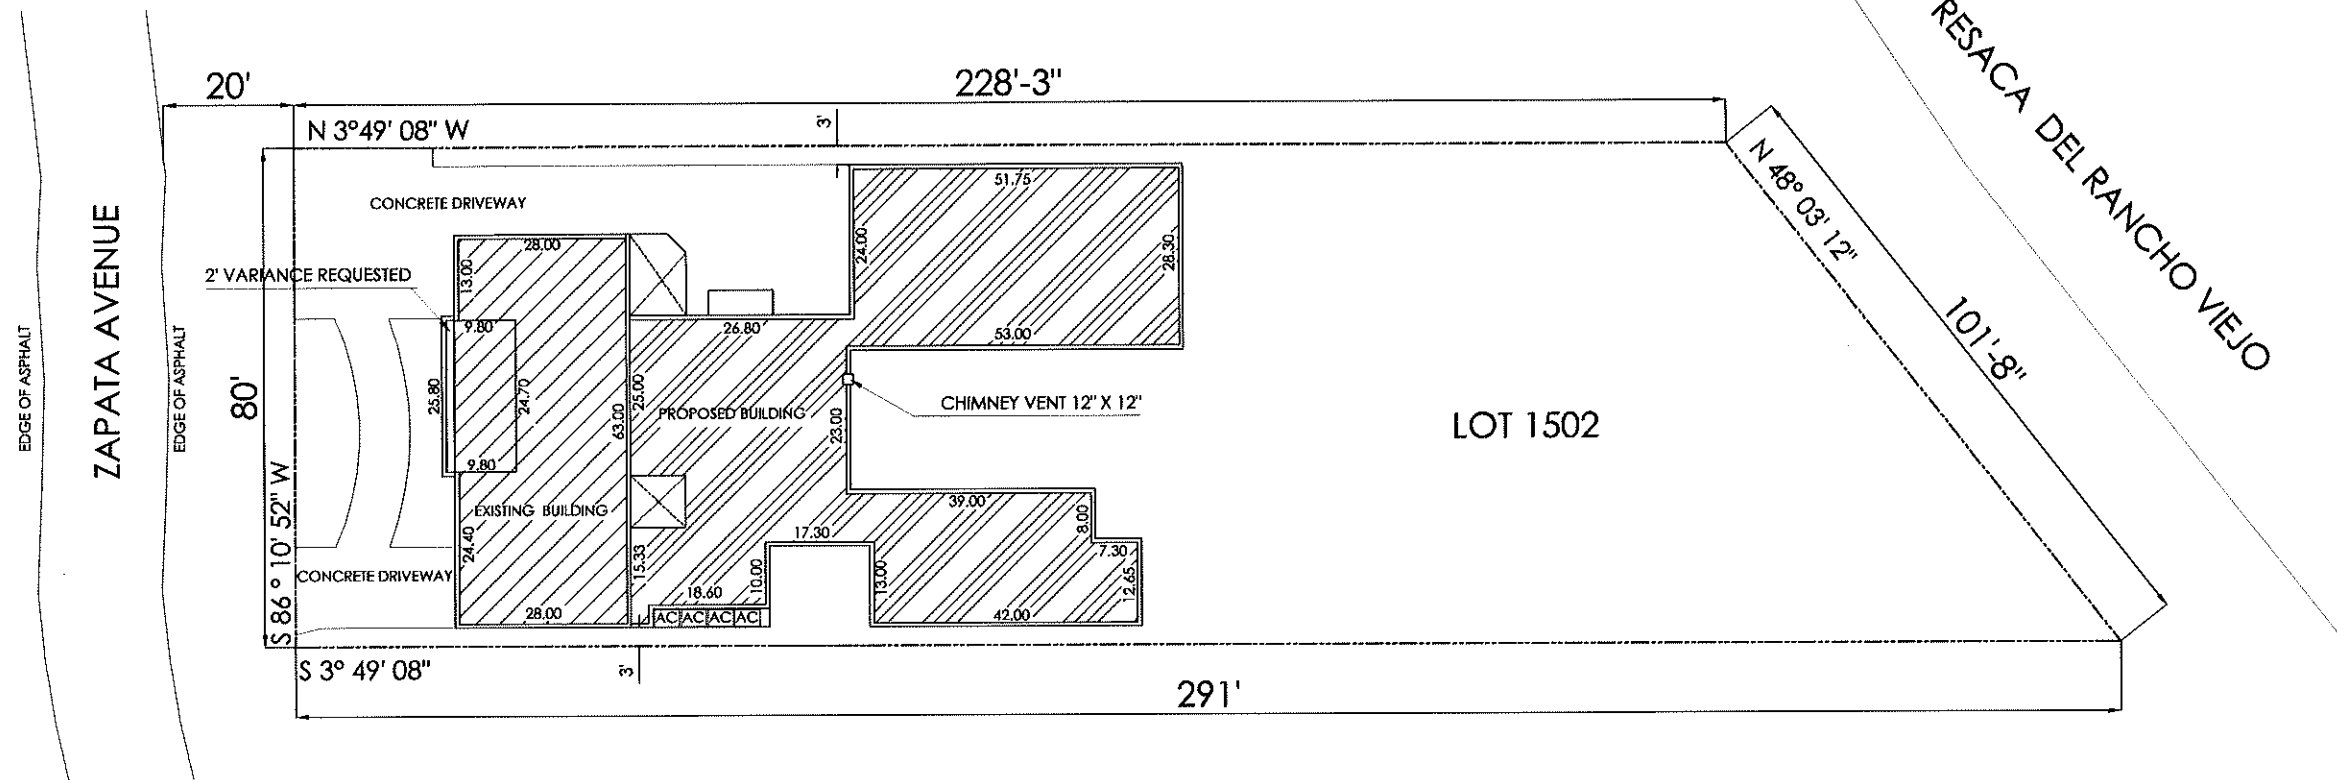 RESACA DEL RANCHO VIEJO
20'
228'-3"
3'
N 3°49' 08" W
N 48° 03' 12"
101'-8"
CONCRETE DRIVEWAY
51.75
28.00
13.00
24.00
28.30
2' VARIANCE REQUESTED
ZAPATA AVENUE
EDGE OF ASPHALT
EDGE OF ASPHALT
9.80
26.80
53.00
80'
25.80
24.70
63.00
25.00
PROPOSED BUILDING
23.00
CHIMNEY VENT 12" X 12"
LOT 1502
9.80
EXISTING BUILDING
39.00
8.00
17.30
7.30
24.40
15.33
10.00
13.00
12.65
S 86° 10' 52" W
CONCRETE DRIVEWAY
18.60
28.00
AC AC AC AC
42.00
S 3° 49' 08"
3'
291'